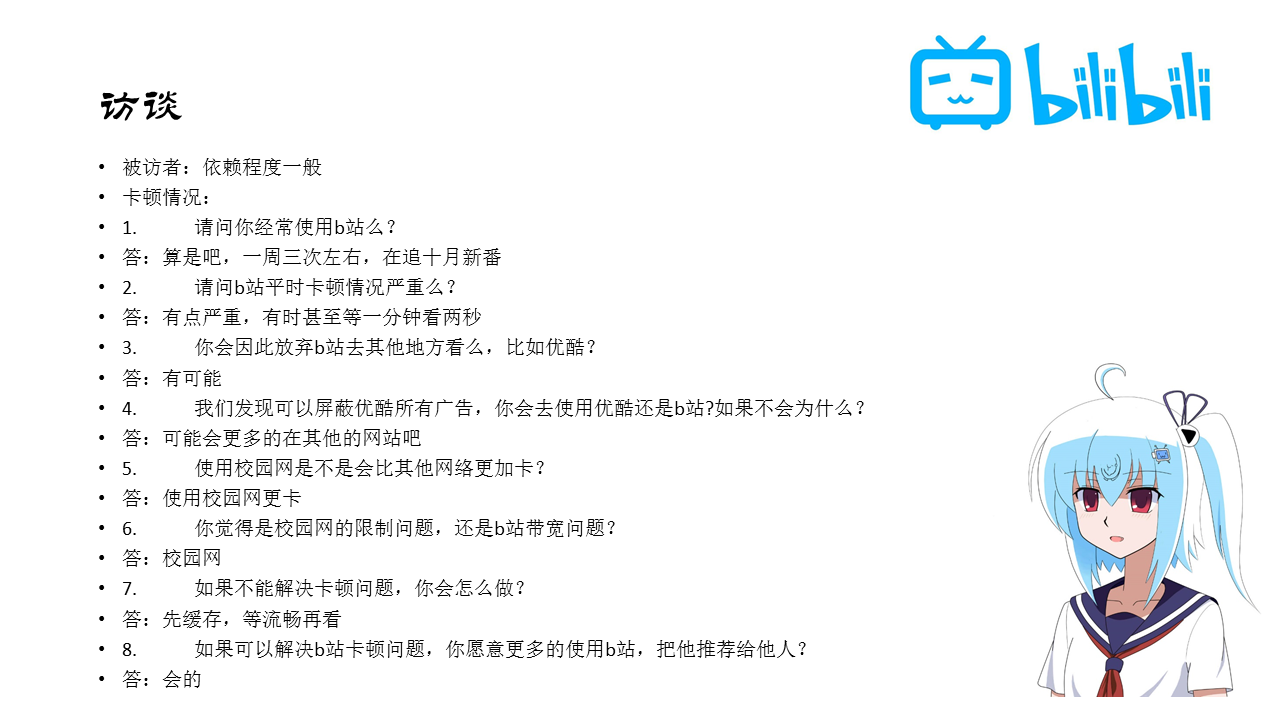 bilibili
访谈
• 被访者：依赖程度一般
• 卡顿情况：
• 1. 请问你经常使用b站么？
• 答：算是吧，一周三次左右，在追十月新番
• 2. 请问b站平时卡顿情况严重么？
• 答：有点严重，有时甚至等一分钟看两秒
• 3. 你会因此放弃b站去其他地方看么，比如优酷？
• 答：有可能
• 4. 我们发现可以屏蔽优酷所有广告，你会去使用优酷还是b站?如果不会为什么？
• 答：可能会更多的在其他的网站吧
• 5. 使用校园网是不是会比其他网络更加卡？
• 答：使用校园网更卡
• 6. 你觉得是校园网的限制问题，还是b站带宽问题？
• 答：校园网
• 7. 如果不能解决卡顿问题，你会怎么做？
• 答：先缓存，等流畅再看
• 8. 如果可以解决b站卡顿问题，你愿意更多的使用b站，把他推荐给他人？
• 答：会的